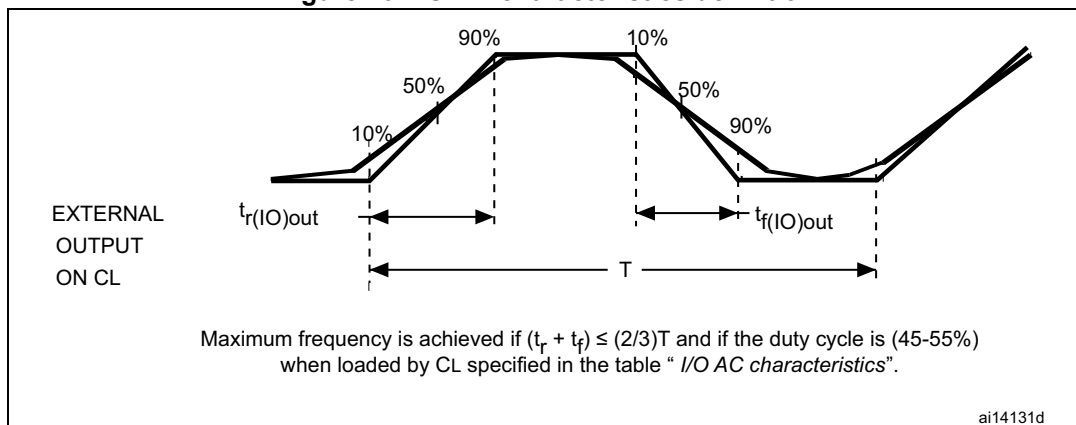 90%
10%
50%
50%
10%
90%
EXTERNAL
OUTPUT
ON CL
tr(IO)out
tf(IO)out
T
Maximum frequency is achieved if (tr + tf) ≤ (2/3)T and if the duty cycle is (45-55%)
when loaded by CL specified in the table “ I/O AC characteristics”.
ai14131d